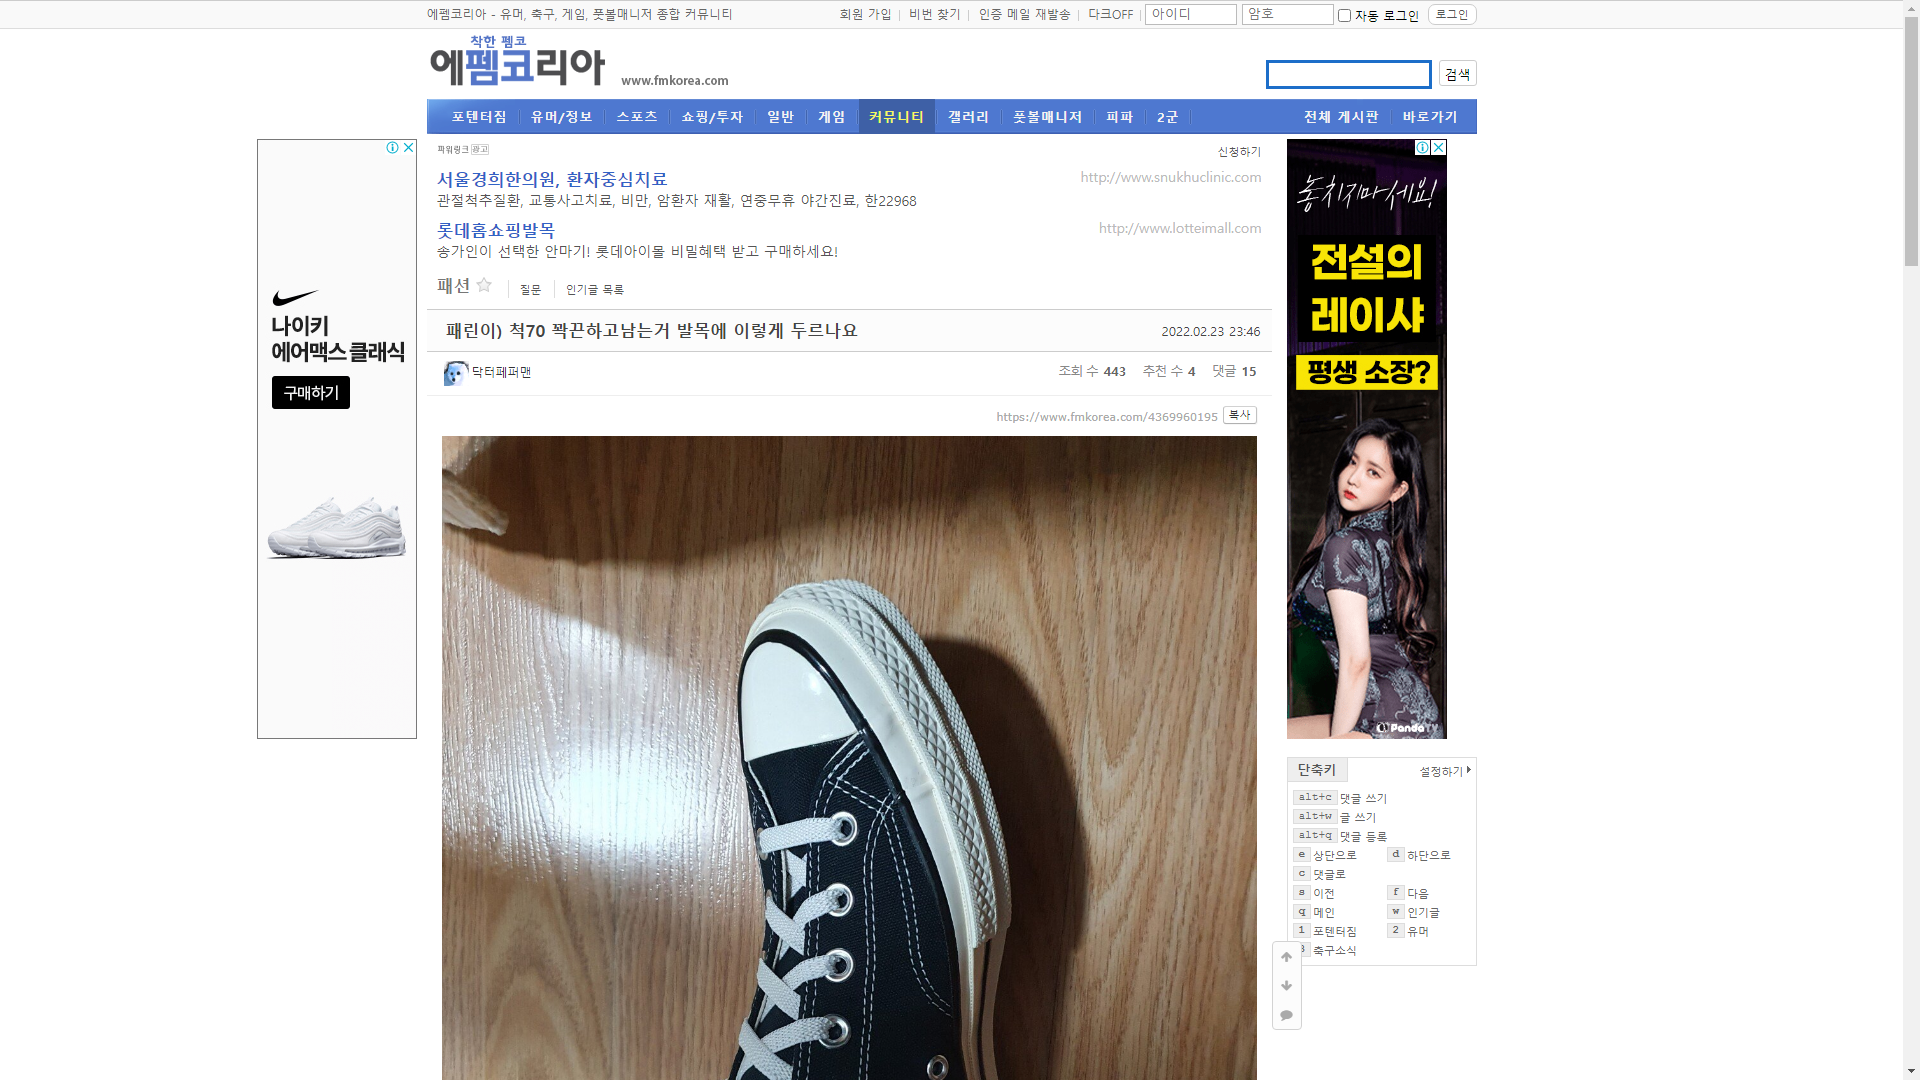 에펨코리아 - 유머, 축구, 게임, 풋볼매니저 종합 커뮤니티
회원 가입 비번 찾기 인증 메일 재발송 다크OFF 아이디 암호 자동 로그인 로그인
착한 펨코
에펨코리아 www.fmkorea.com
검색
포텐터짐 유머/정보 스포츠 쇼핑/투자 일반 게임 커뮤니티 갤러리 풋볼매니저 피파 2군 전체 게시판 바로가기
파워링크 광고 신청하기
서울경희한의원, 환자중심치료 http://www.snukhuclinic.com
관절척추질환, 교통사고치료, 비만, 암환자 재활, 연중무휴 야간진료, 한22968
롯데홈쇼핑발목 http://www.lotteimall.com
송가인이 선택한 안마기! 롯데아이몰 비밀혜택 받고 구매하세요!
패션 질문 인기글 목록
패린이) 척70 꽉끈하고남는거 발목에 이렇게 두르나요 2022.02.23 23:46
닥터페퍼맨 조회 수 443 추천 수 4 댓글 15
https://www.fmkorea.com/4369960195 복사
나이키
에어맥스 클래식
구매하기
놓치지마세요!
전설의
레이샤
평생 소장?
PandaTV
단축키 설정하기
alt+c 댓글 쓰기
alt+w 글 쓰기
alt+q 댓글 등록
e 상단으로 d 하단으로
c 댓글로
s 이전 f 다음
q 메인 w 인기글
1 포텐터짐 2 유머
3 축구소식